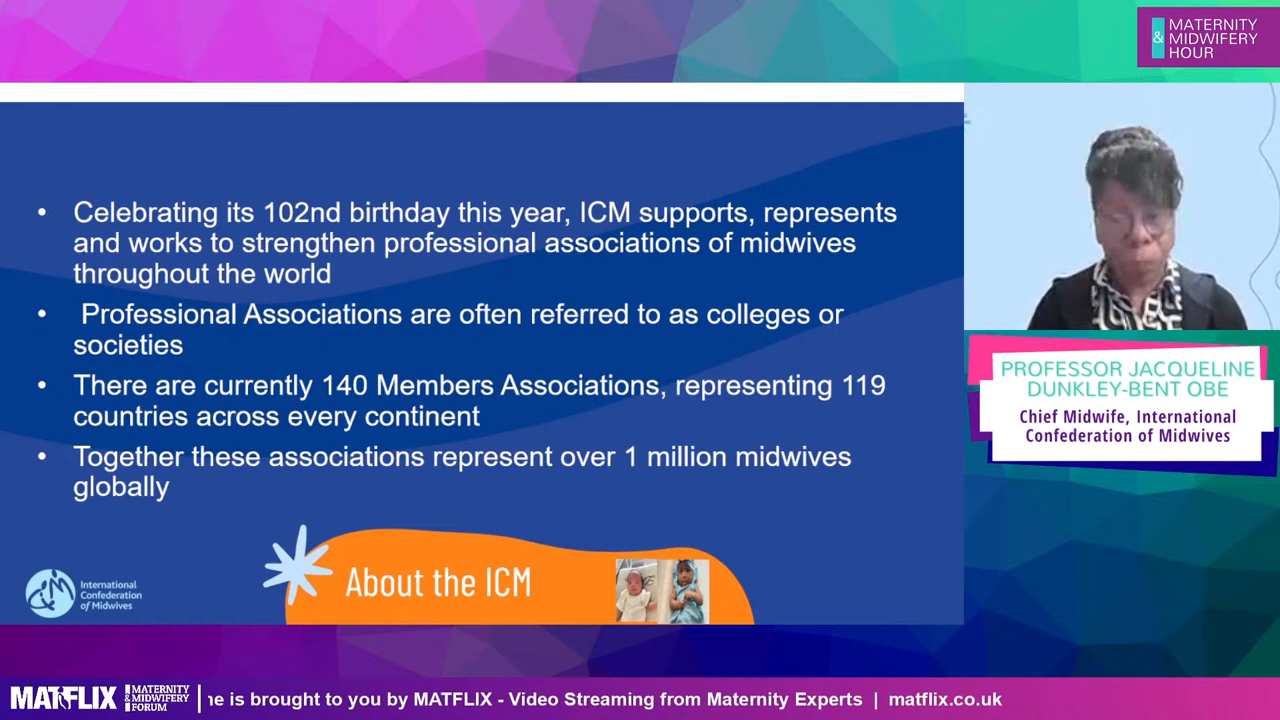 MATERNITY
& MIDWIFERY
HOUR
• Celebrating its 102nd birthday this year, ICM supports, represents
and works to strengthen professional associations of midwives
throughout the world
• Professional Associations are often referred to as colleges or
societies
• There are currently 140 Members Associations, representing 119
countries across every continent
• Together these associations represent over 1 million midwives
globally
About the ICM
International
Confederation
of Midwives
PROFESSOR JACQUELINE
DUNKLEY-BENT OBE
Chief Midwife, International
Confederation of Midwives
MATFLIX
MATERNITY
& MIDWIFERY
FORUM
is brought to you by MATFLIX - Video Streaming from Maternity Experts | matflix.co.uk